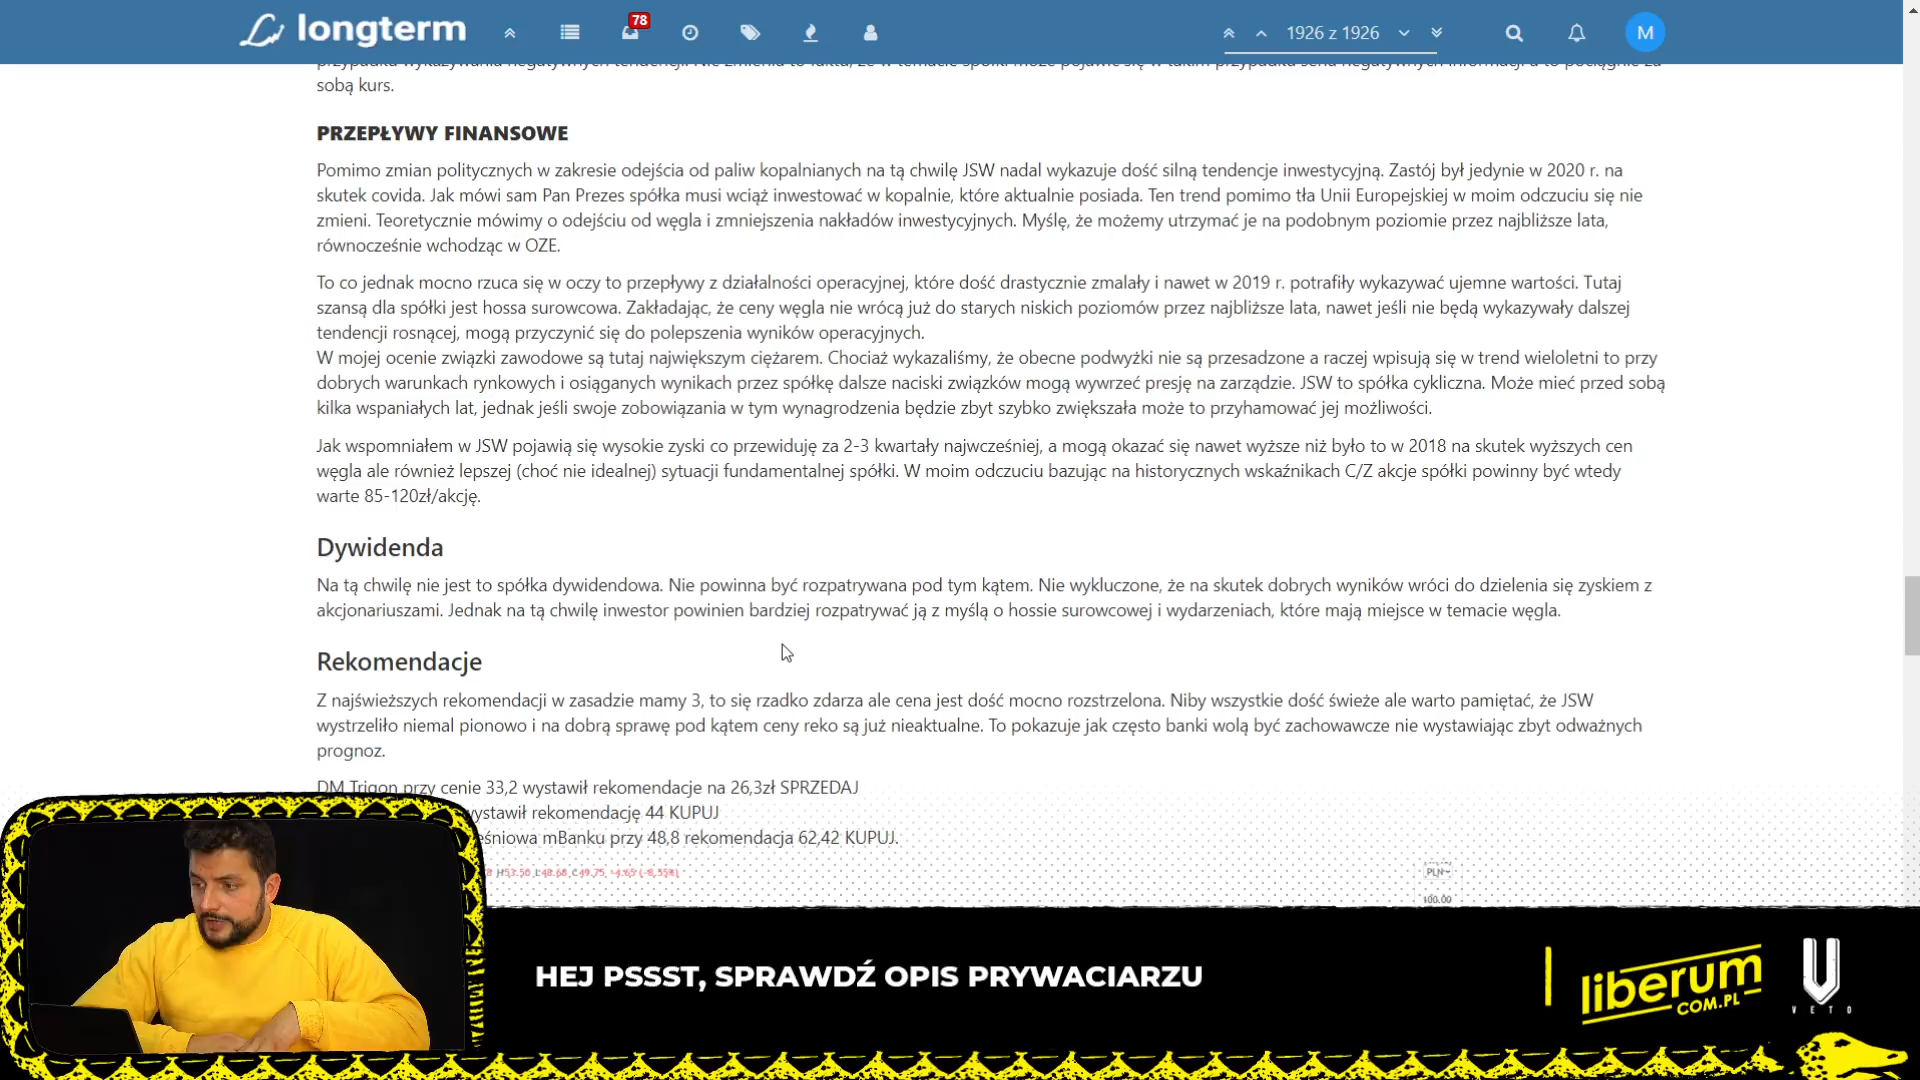 longterm
78
1926 z 1926
M
sobą kurs.
PRZEPŁYWY FINANSOWE
Pomimo zmian politycznych w zakresie odejścia od paliw kopalnianych na tą chwilę JSW nadal wykazuje dość silną tendencje inwestycyjną. Zastój był jedynie w 2020 r. na
skutek covida. Jak mówi sam Pan Prezes spółka musi wciąż inwestować w kopalnie, które aktualnie posiada. Ten trend pomimo tła Unii Europejskiej w moim odczuciu się nie
zmieni. Teoretycznie mówimy o odejściu od węgla i zmniejszenia nakładów inwestycyjnych. Myślę, że możemy utrzymać je na podobnym poziomie przez najbliższe lata,
równocześnie wchodząc w OZE.
To co jednak mocno rzuca się w oczy to przepływy z działalności operacyjnej, które dość drastycznie zmalały i nawet w 2019 r. potrafiły wykazywać ujemne wartości. Tutaj
szansą dla spółki jest hossa surowcowa. Zakładając, że ceny węgla nie wrócą już do starych niskich poziomów przez najbliższe lata, nawet jeśli nie będą wykazywały dalszej
tendencji rosnącej, mogą przyczynić się do polepszenia wyników operacyjnych.
W mojej ocenie związki zawodowe są tutaj największym ciężarem. Chociaż wykazaliśmy, że obecne podwyżki nie są przesadzone a raczej wpisują się w trend wieloletni to przy
dobrych warunkach rynkowych i osiąganych wynikach przez spółkę dalsze naciski związków mogą wywrzeć presję na zarządzie. JSW to spółka cykliczna. Może mieć przed sobą
kilka wspaniałych lat, jednak jeśli swoje zobowiązania w tym wynagrodzenia będzie zbyt szybko zwiększała może to przyhamować jej możliwości.
Jak wspomniałem w JSW pojawią się wysokie zyski co przewiduję za 2-3 kwartały najwcześniej, a mogą okazać się nawet wyższe niż było to w 2018 na skutek wyższych cen
węgla ale również lepszej (choć nie idealnej) sytuacji fundamentalnej spółki. W moim odczuciu bazując na historycznych wskaźnikach C/Z akcje spółki powinny być wtedy
warte 85-120zł/akcję.
Dywidenda
Na tą chwilę nie jest to spółka dywidendowa. Nie powinna być rozpatrywana pod tym kątem. Nie wykluczone, że na skutek dobrych wyników wróci do dzielenia się zyskiem z
akcjonariuszami. Jednak na tą chwilę inwestor powinien bardziej rozpatrywać ją z myślą o hossie surowcowej i wydarzeniach, które mają miejsce w temacie węgla.
Rekomendacje
Z najświeższych rekomendacji w zasadzie mamy 3, to się rzadko zdarza ale cena jest dość mocno rozstrzelona. Niby wszystkie dość świeże ale warto pamiętać, że JSW
wystrzeliło niemal pionowo i na dobrą sprawę pod kątem ceny reko są już nieaktualne. To pokazuje jak często banki wolą być zachowawcze nie wystawiając zbyt odważnych
prognoz.
DM Trigon przy cenie 33,2 wystawił rekomendacje na 26,3zł SPRZEDAJ
wystawił rekomendację 44 KUPUJ
mBanku przy 48,8 rekomendacja 62,42 KUPUJ.
H53.50 L48.68 C49.75 -4.65 (-8,55%)
PLN
100.00
HEJ PSSST, SPRAWDŹ OPIS PRYWACIARZU
liberum
COM.PL
VETO